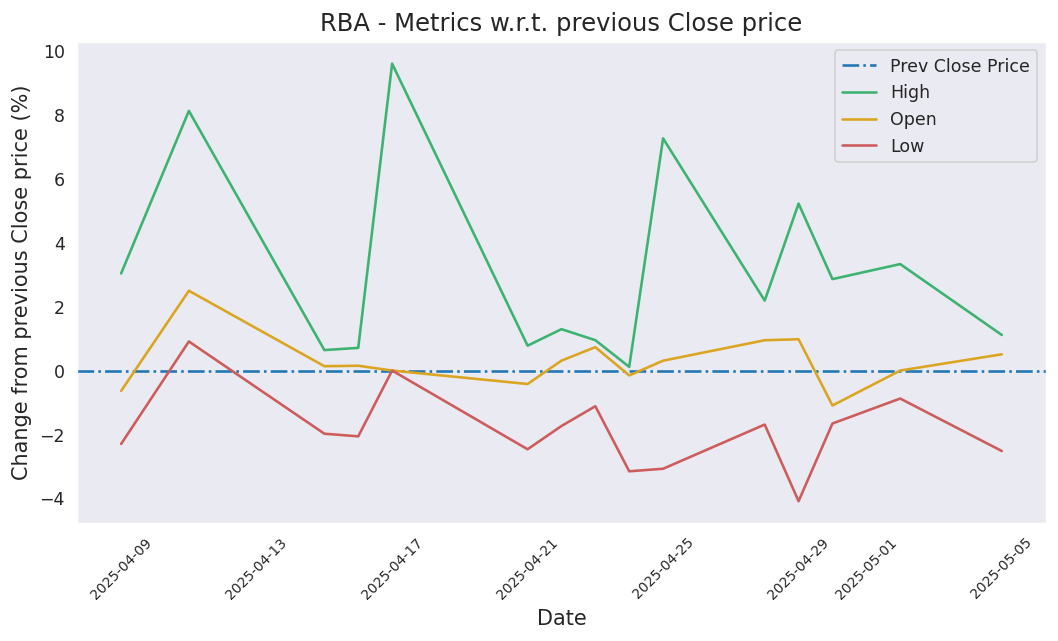 RBA - Metrics w.r.t. previous Close price
Change from previous Close price (%)
10
8
6
4
2
0
−2
−4
Prev Close Price
High
Open
Low
2025-04-09
2025-04-13
2025-04-17
2025-04-21
2025-04-25
2025-04-29
2025-05-01
2025-05-05
Date